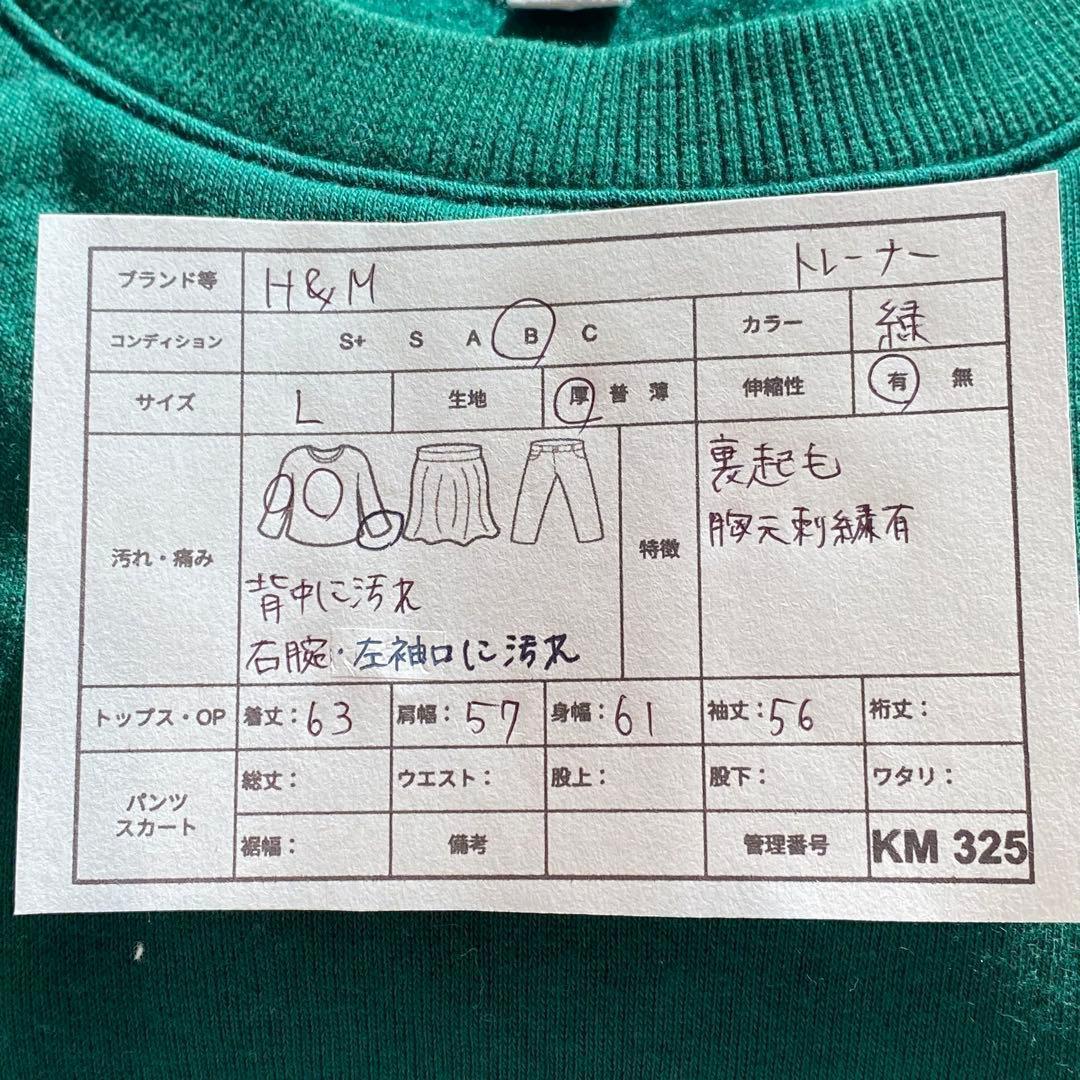 ブランド等 H&M トレーナー
コンディション S+ S A B C カラー 緑
サイズ L 生地 厚 普 薄 伸縮性 有 無
汚れ・痛み 特徴
裏起も
胸元刺繍有
背中に汚れ
右腕・左袖口に汚れ
トップス・OP 着丈：63 肩幅：57 身幅：61 袖丈：56 裄丈：
パンツ
スカート
総丈： ウエスト： 股上： 股下： ワタリ：
裾幅： 備考 管理番号 KM 325